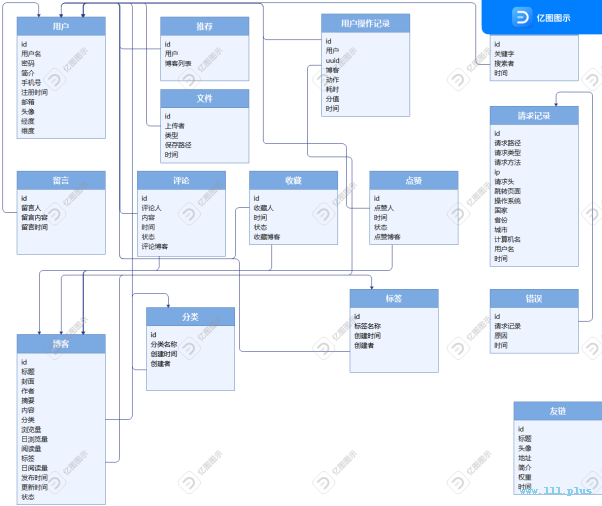 用户
id
用户名
密码
简介
手机号
注册时间
邮箱
头像
经度
维度
推荐
id
用户
博客列表
文件
id
上传者
类型
保存路径
时间
用户操作记录
id
用户
uuid
博客
动作
耗时
分值
时间
亿图图示
id
关键字
搜索者
时间
请求记录
id
请求路径
请求类型
请求方法
ip
请求头
跳转页面
操作系统
国家
省份
城市
计算机名
用户名
时间
留言
id
留言人
留言内容
留言时间
评论
id
评论人
内容
时间
状态
评论博客
收藏
id
收藏人
时间
状态
收藏博客
点赞
id
点赞人
时间
状态
点赞博客
博客
id
标题
封面
作者
摘要
内容
分类
浏览量
日浏览量
阅读量
标签
日阅读量
发布时间
更新时间
状态
分类
id
分类名称
创建时间
创建者
标签
id
标签名称
创建时间
创建者
错误
id
请求记录
原因
时间
友链
id
标题
头像
地址
简介
权重
时间
www.lll.plus